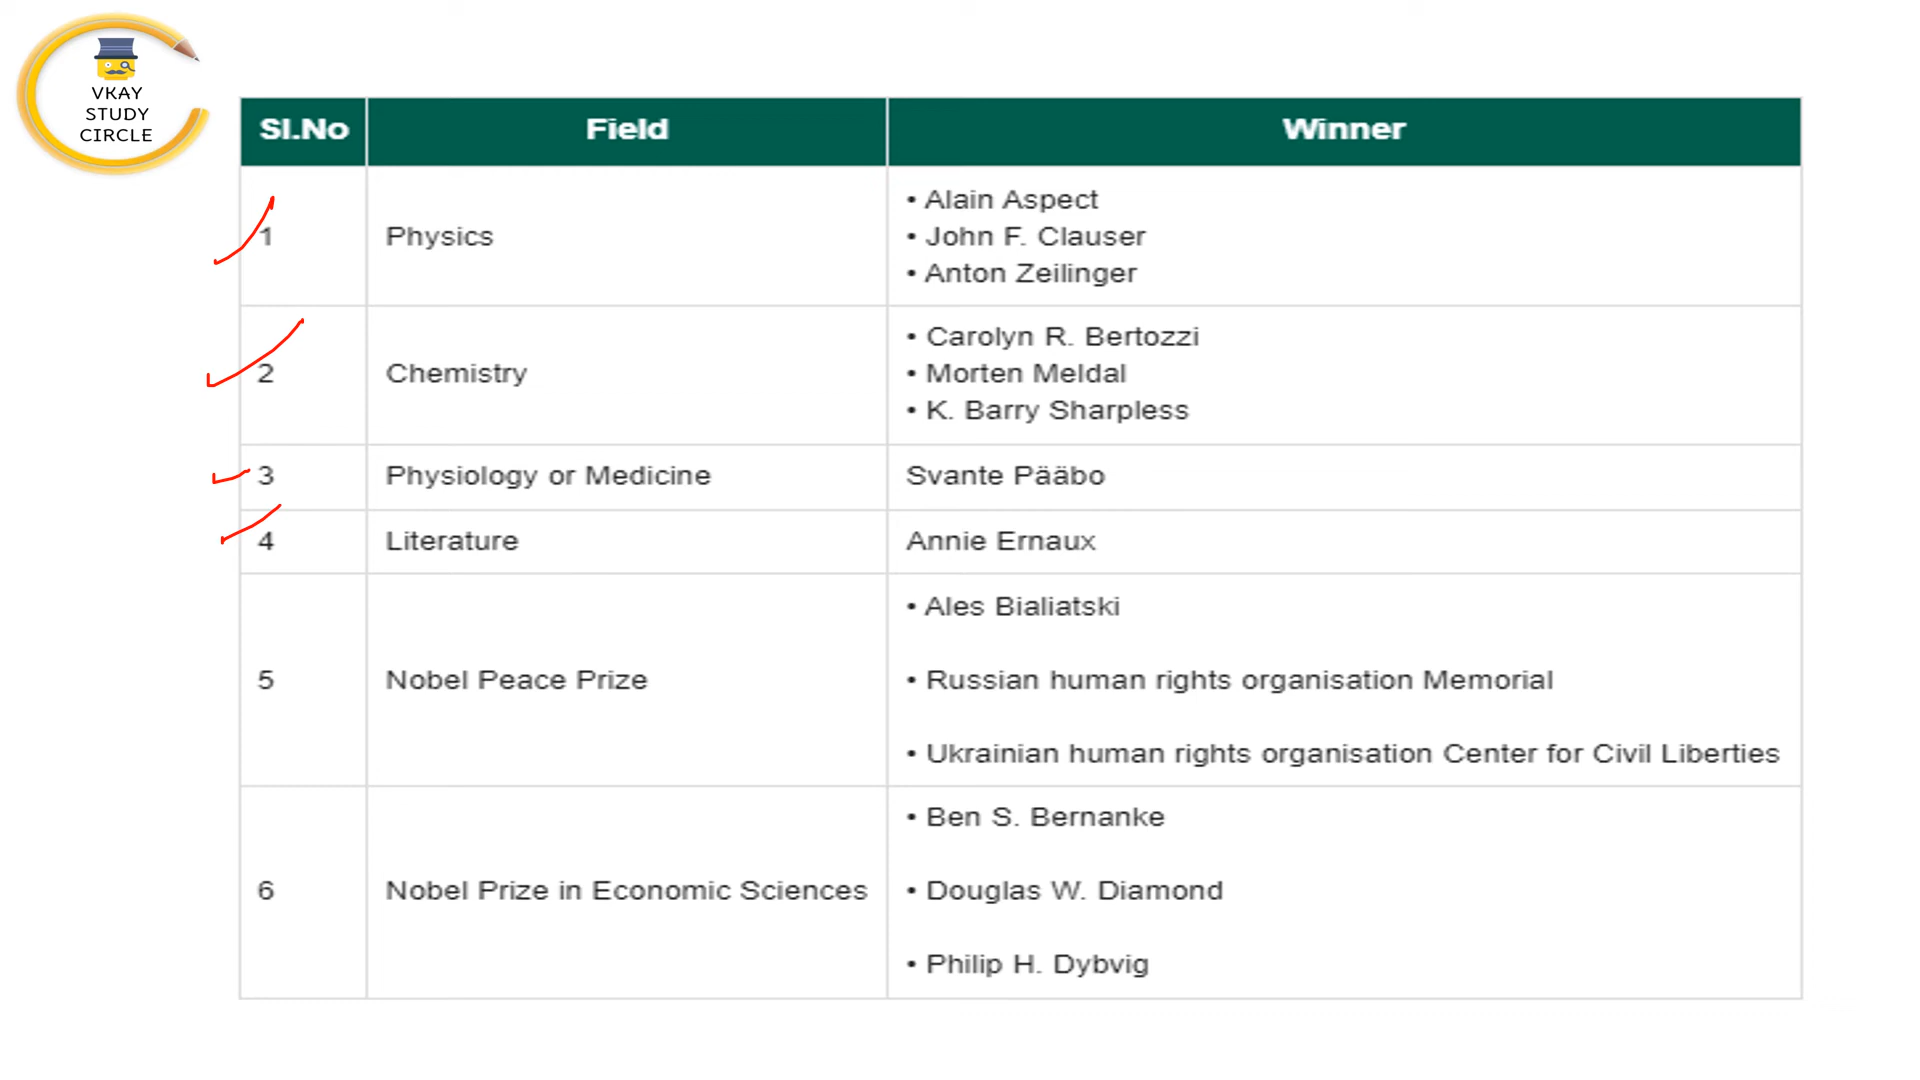 VKAY
STUDY
CIRCLE
Sl.No Field Winner
1 Physics • Alain Aspect
• John F. Clauser
• Anton Zeilinger
2 Chemistry • Carolyn R. Bertozzi
• Morten Meldal
• K. Barry Sharpless
3 Physiology or Medicine Svante Pääbo
4 Literature Annie Ernaux
5 Nobel Peace Prize • Ales Bialiatski
• Russian human rights organisation Memorial
• Ukrainian human rights organisation Center for Civil Liberties
6 Nobel Prize in Economic Sciences • Ben S. Bernanke
• Douglas W. Diamond
• Philip H. Dybvig